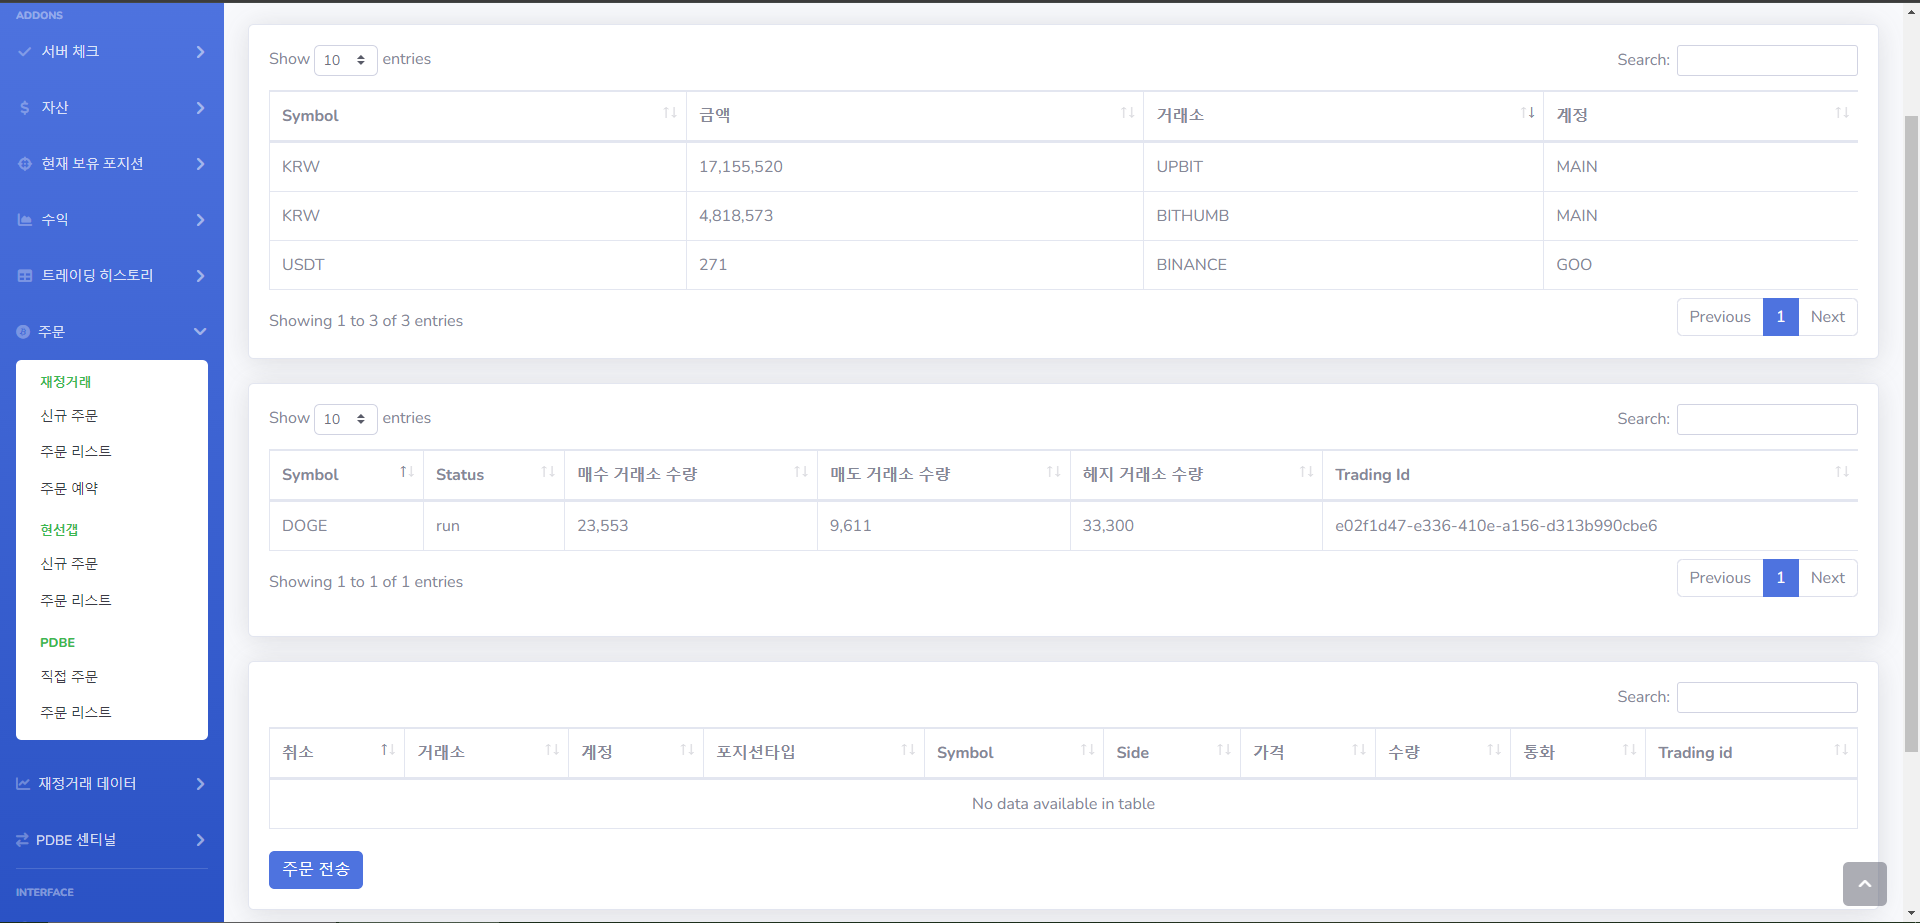 ADDONS
서버 체크
자산
현재 보유 포지션
수익
트레이딩 히스토리
주문
재정거래
신규 주문
주문 리스트
주문 예약
현선갭
신규 주문
주문 리스트
PDBE
직접 주문
주문 리스트
재정거래 데이터
PDBE 센티널
INTERFACE
Show 10 entries Search:
Symbol 금액 거래소 계정
KRW 17,155,520 UPBIT MAIN
KRW 4,818,573 BITHUMB MAIN
USDT 271 BINANCE GOO
Showing 1 to 3 of 3 entries Previous 1 Next
Show 10 entries Search:
Symbol Status 매수 거래소 수량 매도 거래소 수량 헤지 거래소 수량 Trading Id
DOGE run 23,553 9,611 33,300 e02f1d47-e336-410e-a156-d313b990cbe6
Showing 1 to 1 of 1 entries Previous 1 Next
Search:
취소 거래소 계정 포지션타입 Symbol Side 가격 수량 통화 Trading id
No data available in table
주문 전송